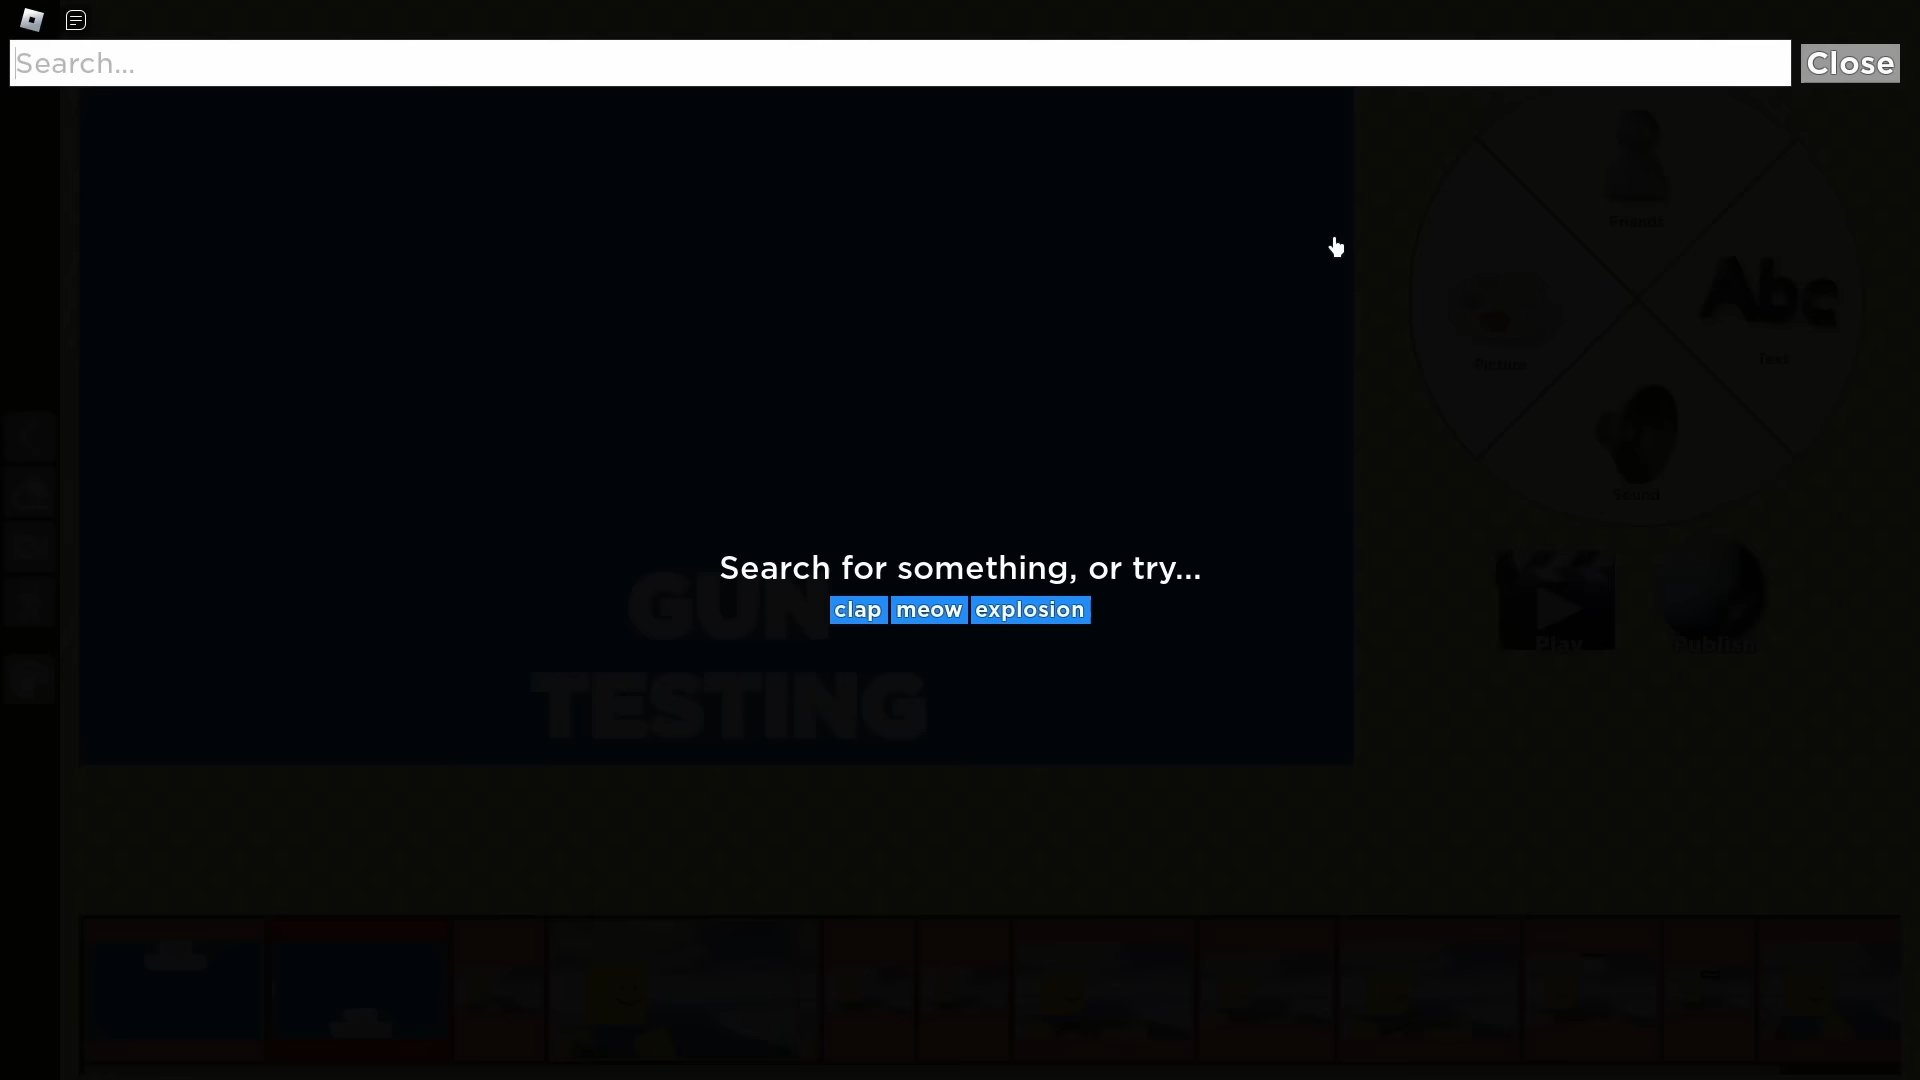 Search...
Close
Friends
Abc
Text
Picture
Sound
Search for something, or try...
clap meow explosion
GUN
TESTING
Play
Publish